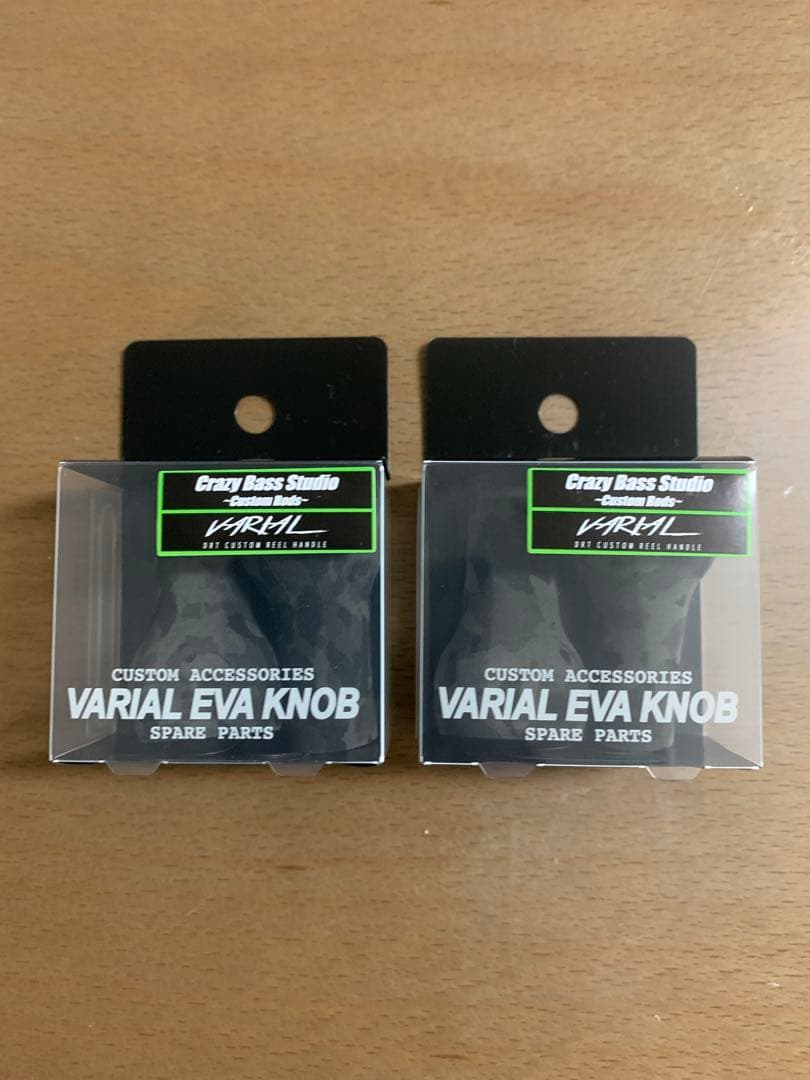 Crazy Bass Studio
~Custom Rods~
VARIAL
DRT CUSTOM REEL HANDLE
CUSTOM ACCESSORIES
VARIAL EVA KNOB
SPARE PARTS
Crazy Bass Studio
~Custom Rods~
VARIAL
DRT CUSTOM REEL HANDLE
CUSTOM ACCESSORIES
VARIAL EVA KNOB
SPARE PARTS